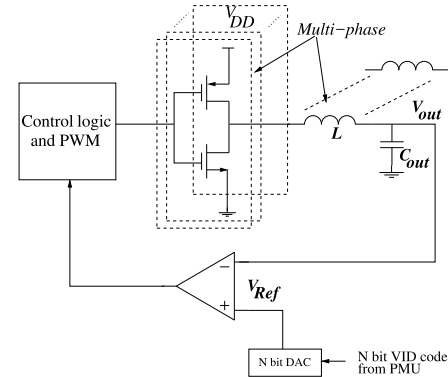 V_DD
Multi-phase
Control logic
and PWM
L
V_out
C_out
−
V_Ref
+
N bit DAC
N bit VID code
from PMU